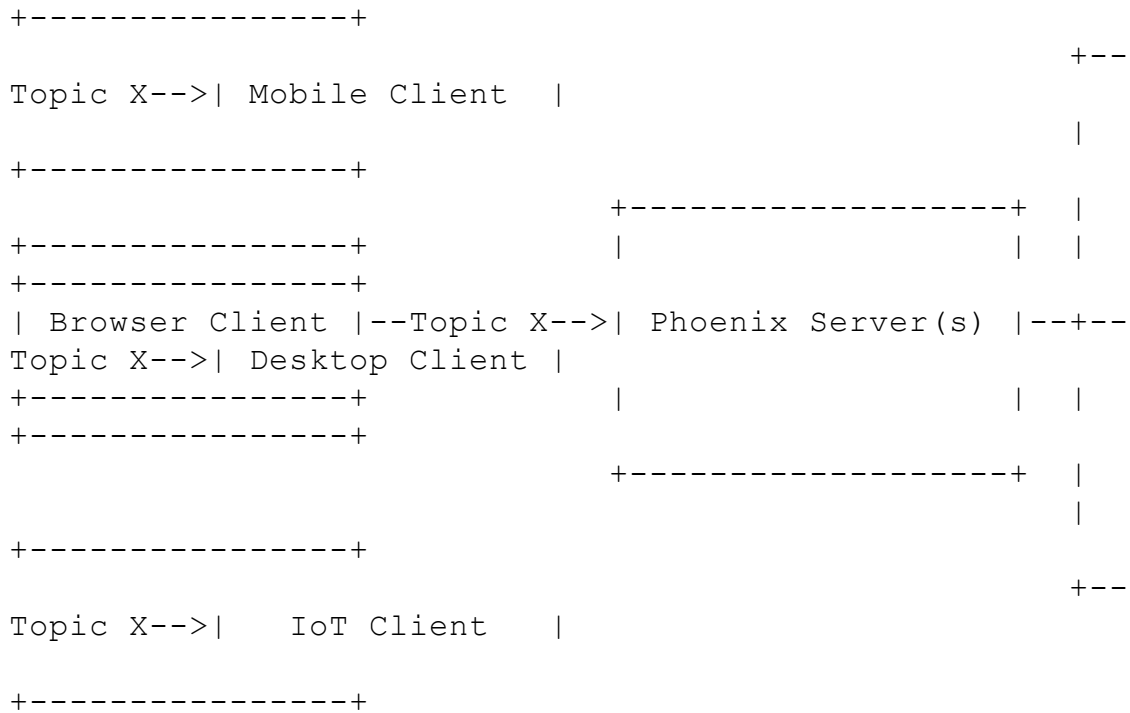 +----------------+
+--
Topic X-->| Mobile Client  |
|
+----------------+
+-------------------+  |
+----------------+            |                   |  |
+----------------+
| Browser Client |--Topic X-->| Phoenix Server(s) |--+--
Topic X-->| Desktop Client |
+----------------+            |                   |  |
+----------------+
+-------------------+  |
|
+----------------+
+--
Topic X-->|   IoT Client   |
+----------------+